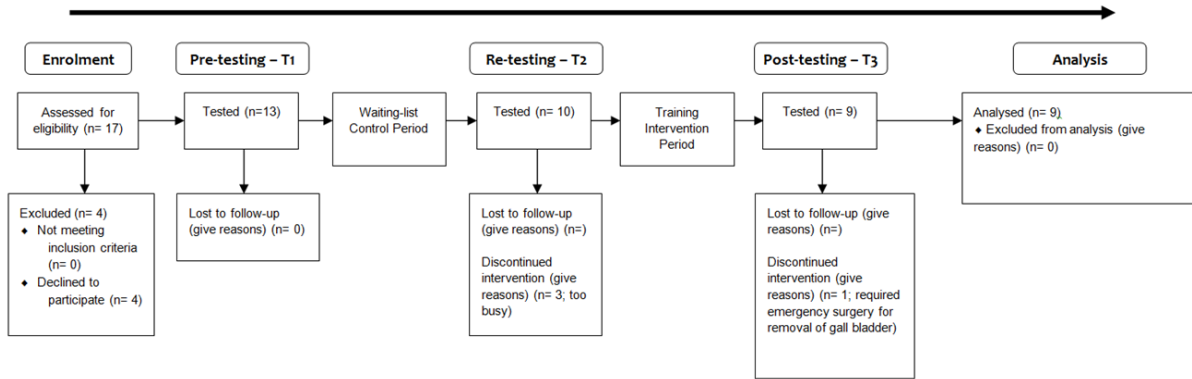 Enrolment
Pre-testing – T1
Re-testing – T2
Post-testing – T3
Analysis
Assessed for
eligibility (n= 17)
Tested (n=13)
Waiting-list
Control Period
Tested (n= 10)
Training
Intervention
Period
Tested (n= 9)
Analysed (n= 9)
♦ Excluded from analysis (give
reasons) (n= 0)
Excluded (n= 4)
♦ Not meeting
inclusion criteria
(n= 0)
♦ Declined to
participate (n= 4)
Lost to follow-up
(give reasons) (n= 0)
Lost to follow-up
(give reasons) (n=)
Discontinued
intervention (give
reasons) (n= 3; too
busy)
Lost to follow-up (give
reasons) (n=)
Discontinued
intervention (give
reasons) (n= 1; required
emergency surgery for
removal of gall bladder)